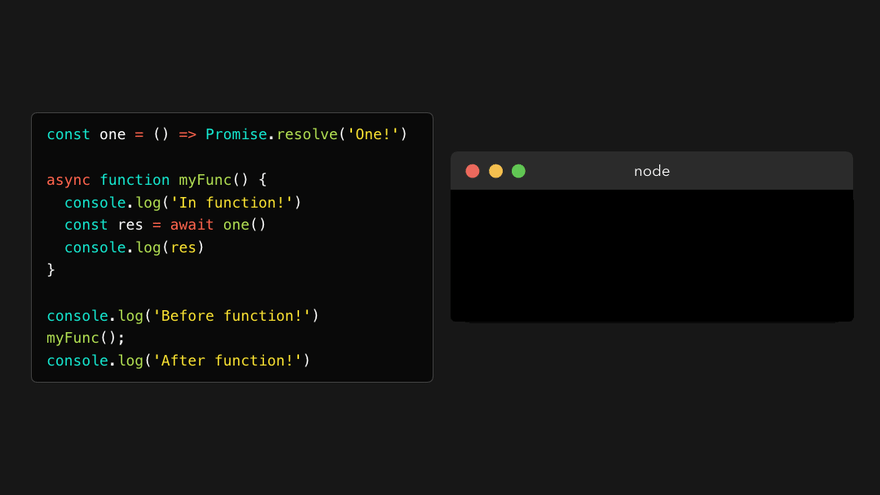 const one = () => Promise.resolve('One!')
async function myFunc() {
  console.log('In function!')
  const res = await one()
  console.log(res)
}
console.log('Before function!')
myFunc();
console.log('After function!')
node